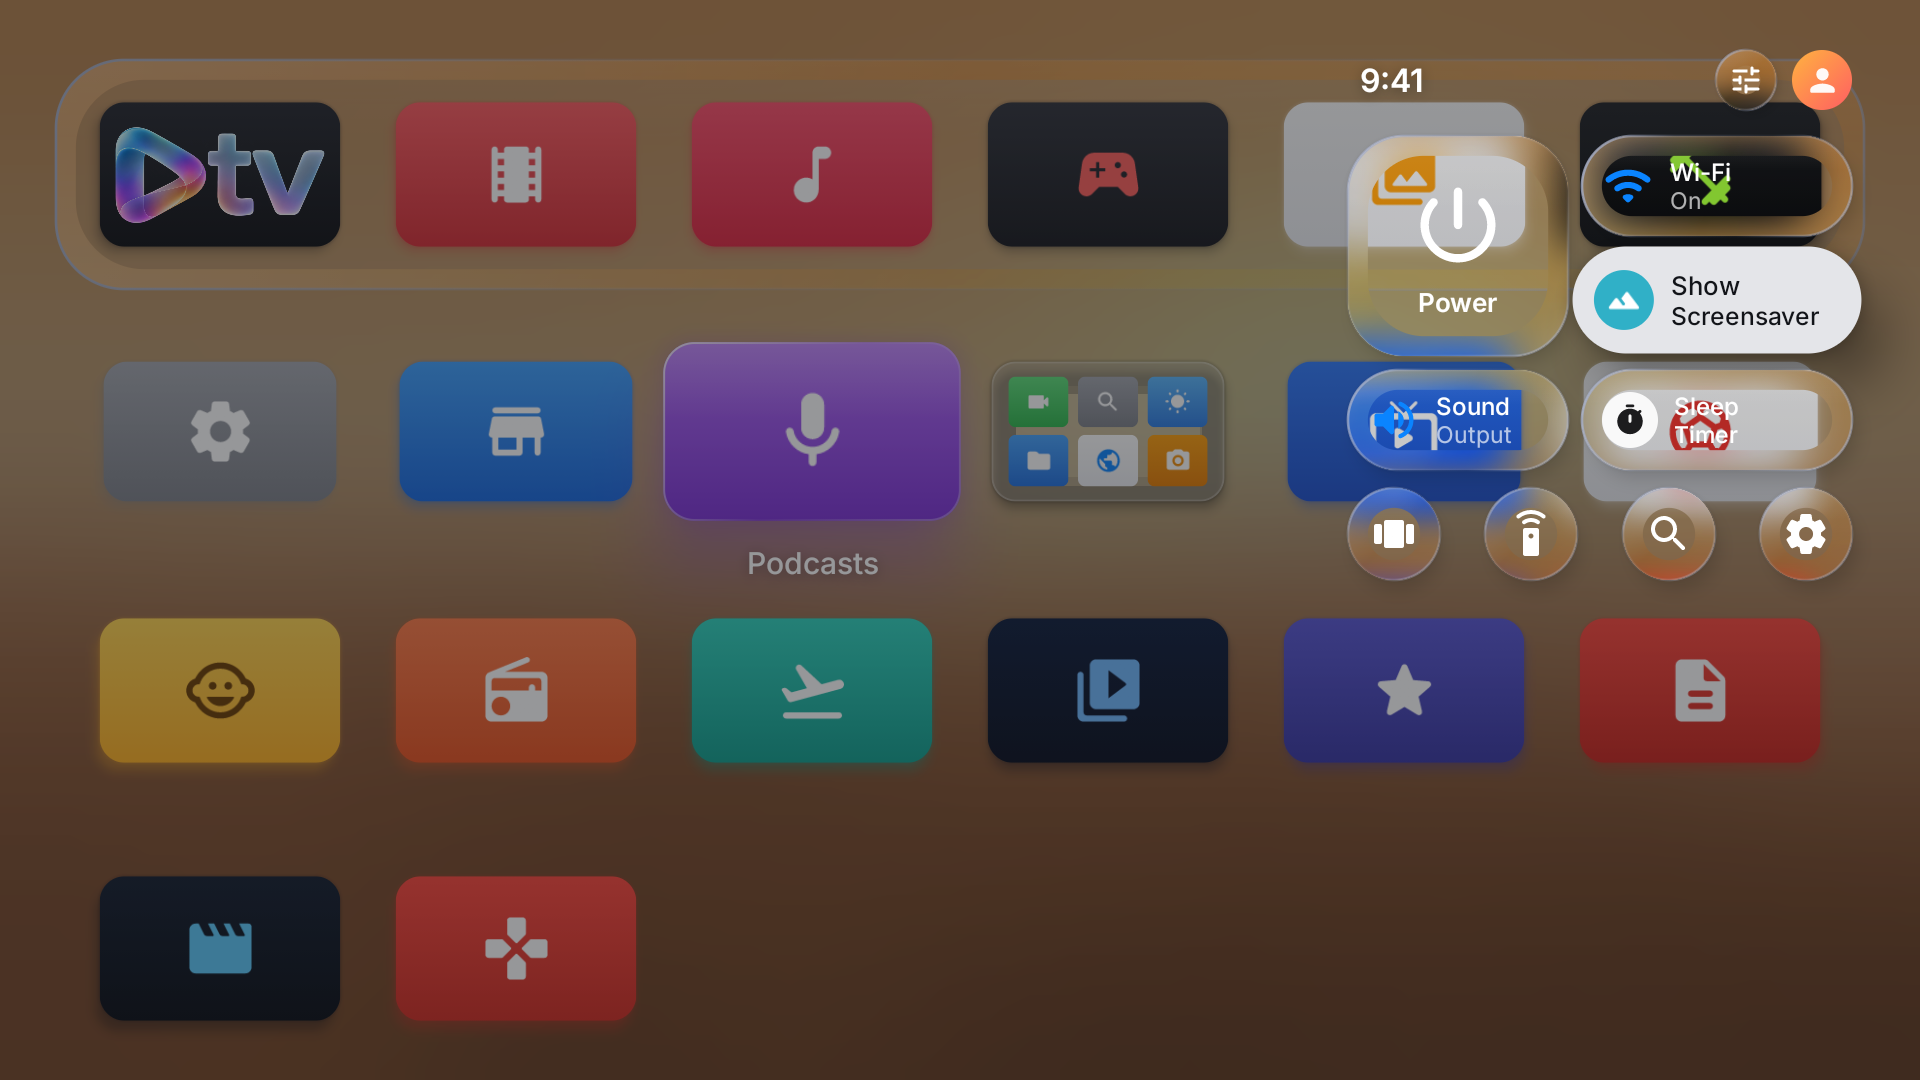 9:41
tv
Wi-Fi
On
Power
Show
Screensaver
Sound
Output
Sleep
Timer
Podcasts